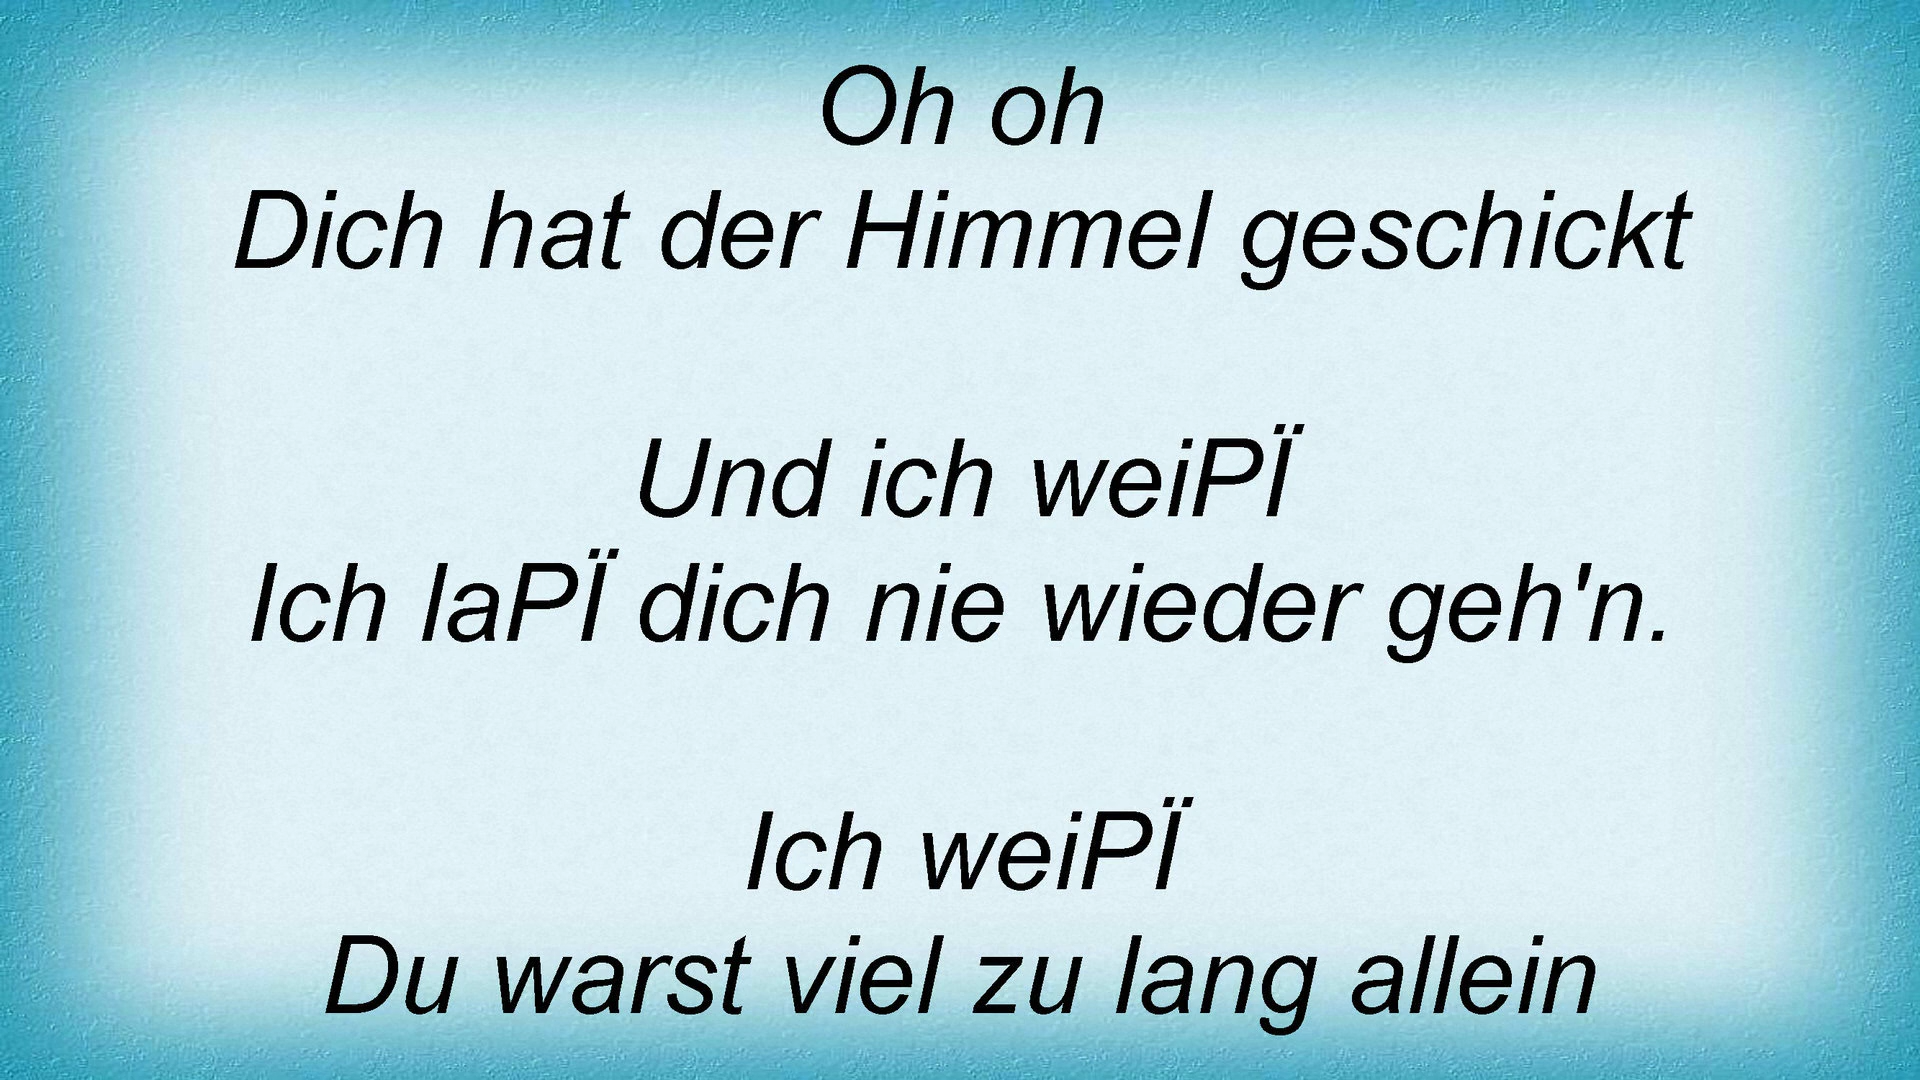 Oh oh
Dich hat der Himmel geschickt
Und ich weiPÏ
Ich laPÏ dich nie wieder geh'n.
Ich weiPÏ
Du warst viel zu lang allein